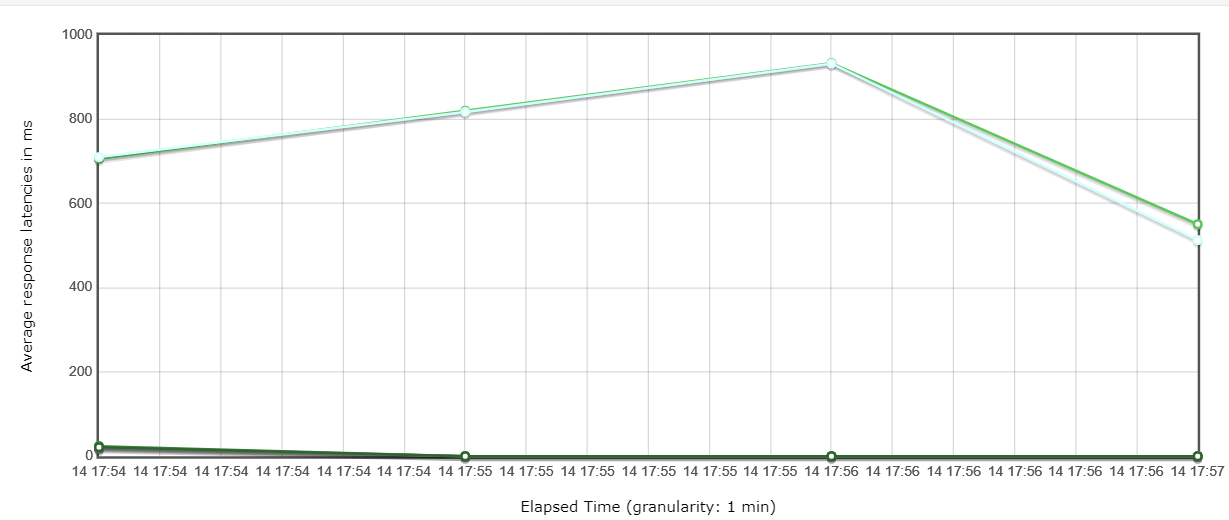 1000
800
600
400
200
0
Average response latencies in ms
14 17:54 14 17:54 14 17:54 14 17:54 14 17:54 14 17:54 14 17:55 14 17:55 14 17:55 14 17:55 14 17:55 14 17:55 14 17:56 14 17:56 14 17:56 14 17:56 14 17:56 14 17:56 14 17:57
Elapsed Time (granularity: 1 min)